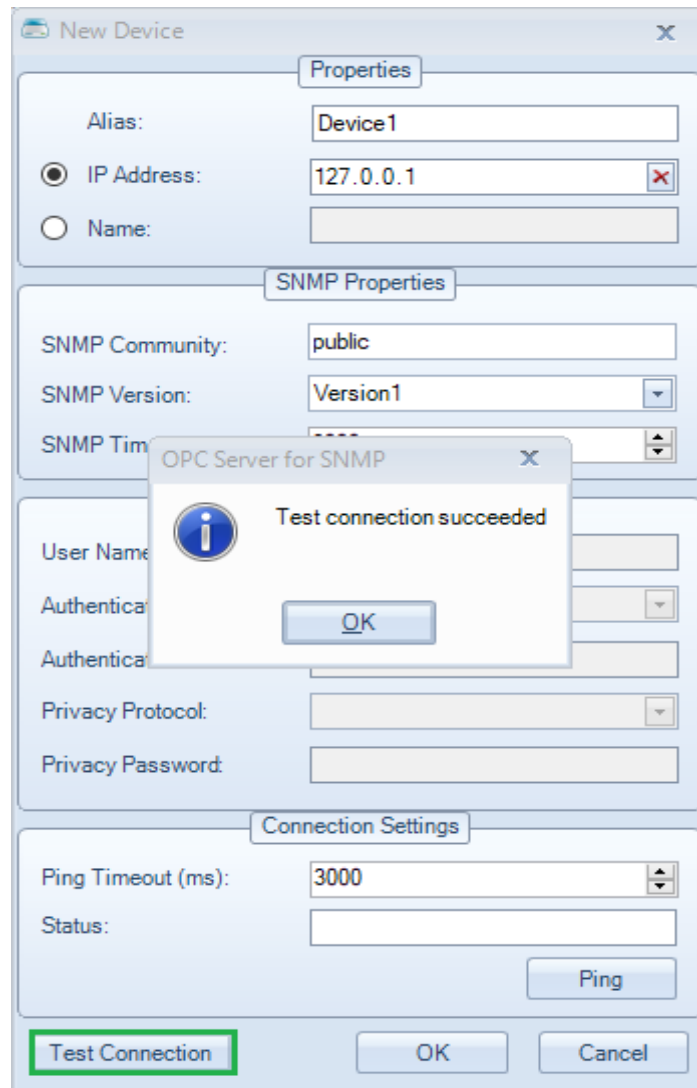 New Device
Properties
Alias: Device1
IP Address: 127.0.0.1
Name:
SNMP Properties
SNMP Community: public
SNMP Version: Version1
SNMP Tim
OPC Server for SNMP
Test connection succeeded
OK
User Name
Authenticat
Authenticat
Privacy Protocol:
Privacy Password:
Connection Settings
Ping Timeout (ms): 3000
Status:
Ping
Test Connection OK Cancel